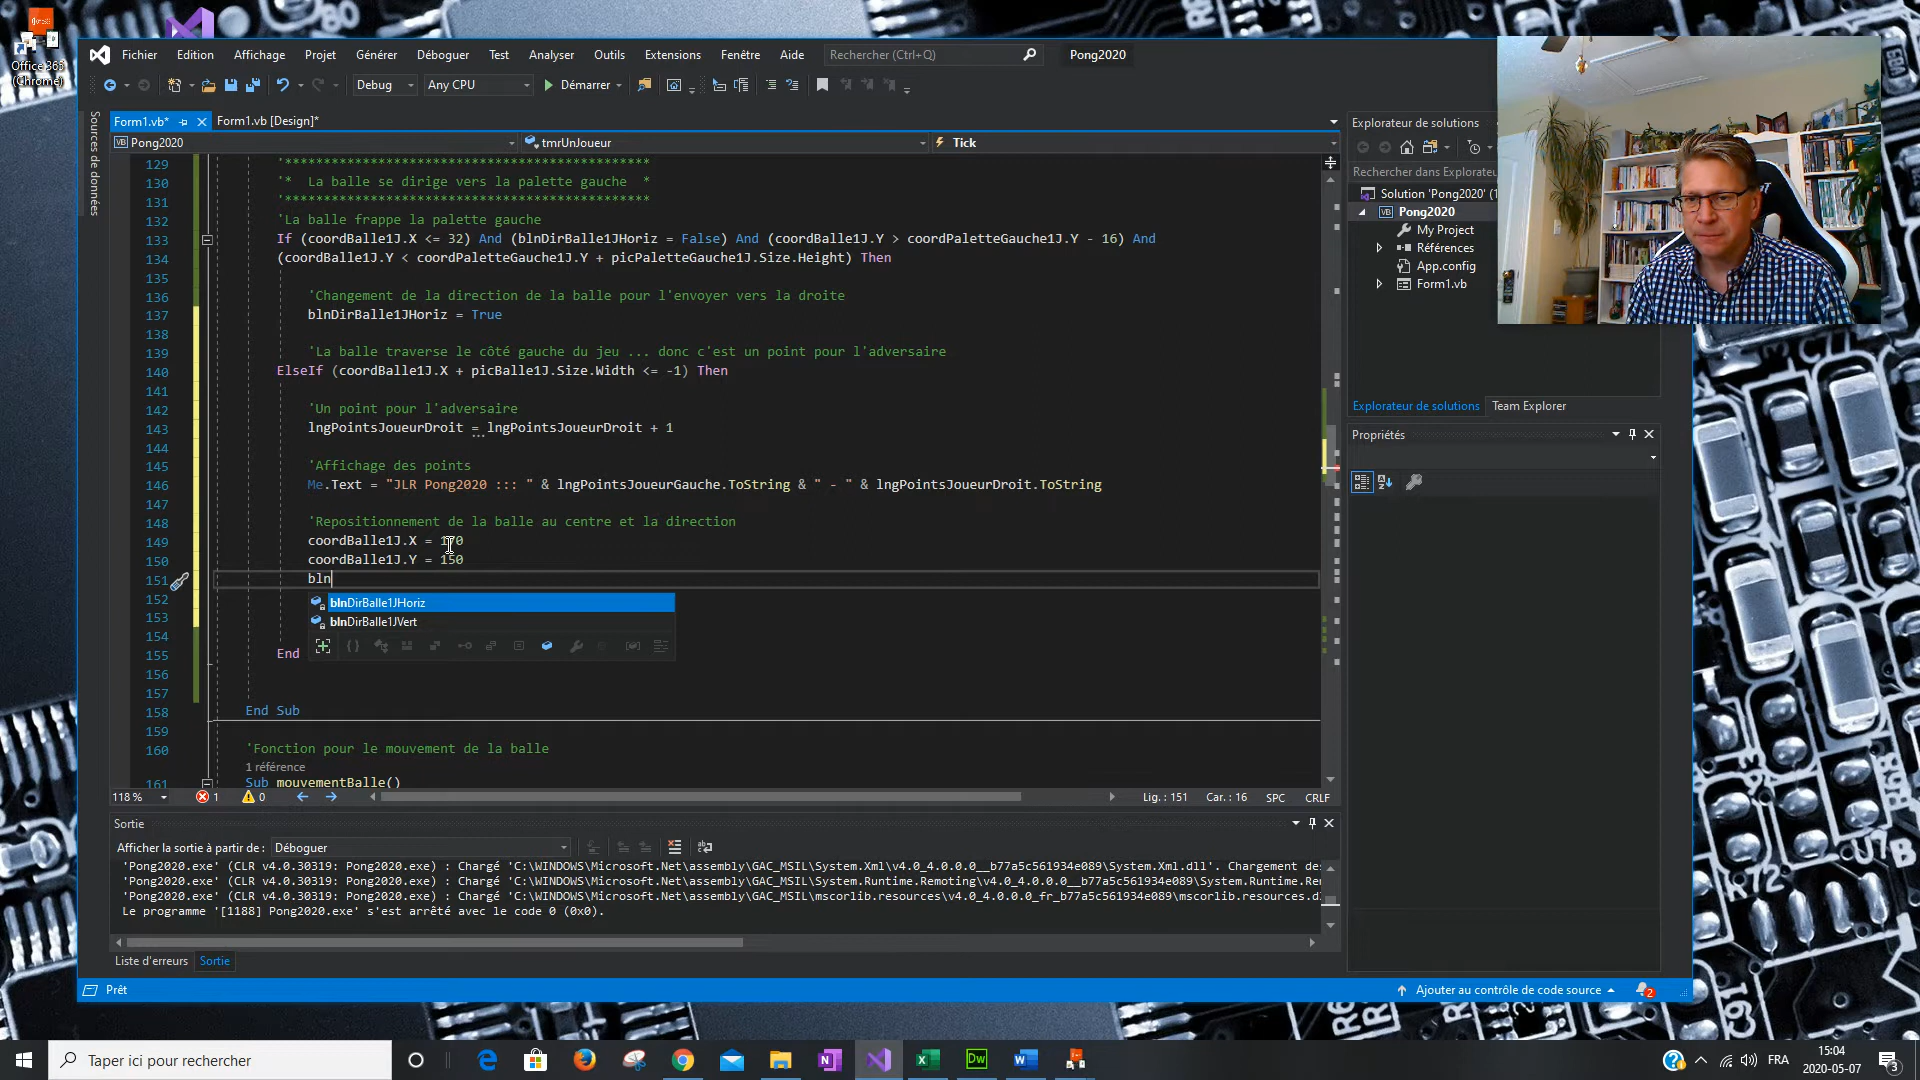 Office 365
(Chrome)
Fichier Edition Affichage Projet Générer Déboguer Test Analyser Outils Extensions Fenêtre Aide Rechercher (Ctrl+Q) Pong2020
Debug Any CPU Démarrer
Sources de données
Form1.vb* Form1.vb [Design]*
Pong2020 tmrUnJoueur Tick
129 '*******************************************
130 '* La balle se dirige vers la palette gauche *
131 '*******************************************
132 'La balle frappe la palette gauche
133 If (coordBalle1J.X <= 32) And (blnDirBalle1JHoriz = False) And (coordBalle1J.Y > coordPaletteGauche1J.Y - 16) And
134 (coordBalle1J.Y < coordPaletteGauche1J.Y + picPaletteGauche1J.Size.Height) Then
135
136 'Changement de la direction de la balle pour l'envoyer vers la droite
137 blnDirBalle1JHoriz = True
138
139 'La balle traverse le côté gauche du jeu ... donc c'est un point pour l'adversaire
140 ElseIf (coordBalle1J.X + picBalle1J.Size.Width <= -1) Then
141
142 'Un point pour l'adversaire
143 lngPointsJoueurDroit = lngPointsJoueurDroit + 1
144
145 'Affichage des points
146 Me.Text = "JLR Pong2020 ::: " & lngPointsJoueurGauche.ToString & " - " & lngPointsJoueurDroit.ToString
147
148 'Repositionnement de la balle au centre et la direction
149 coordBalle1J.X = 170
150 coordBalle1J.Y = 150
151 bln
152 blnDirBalle1JHoriz
153 blnDirBalle1JVert
154
155 End
156
157
158 End Sub
159
160 'Fonction pour le mouvement de la balle
1 référence
161 Sub mouvementBalle()
118 % 1 0 Lig. : 151 Car. : 16 SPC CRLF
Sortie
Afficher la sortie à partir de : Déboguer
'Pong2020.exe' (CLR v4.0.30319: Pong2020.exe) : Chargé 'C:\WINDOWS\Microsoft.Net\assembly\GAC_MSIL\System.Xml\v4.0_4.0.0.0__b77a5c561934e089\System.Xml.dll'. Chargement des
'Pong2020.exe' (CLR v4.0.30319: Pong2020.exe) : Chargé 'C:\WINDOWS\Microsoft.Net\assembly\GAC_MSIL\System.Runtime.Remoting\v4.0_4.0.0.0__b77a5c561934e089\System.Runtime.Rem
'Pong2020.exe' (CLR v4.0.30319: Pong2020.exe) : Chargé 'C:\WINDOWS\Microsoft.Net\assembly\GAC_MSIL\mscorlib.resources\v4.0_4.0.0.0_fr_b77a5c561934e089\mscorlib.resources.d
Le programme '[1188] Pong2020.exe' s'est arrêté avec le code 0 (0x0).
Liste d'erreurs Sortie
Prêt Ajouter au contrôle de code source 2
Explorateur de solutions
Rechercher dans Explorateu
Solution 'Pong2020' (1
Pong2020
My Project
Références
App.config
Form1.vb
Explorateur de solutions Team Explorer
Propriétés
Taper ici pour rechercher
FRA 15:04
2020-05-07
3